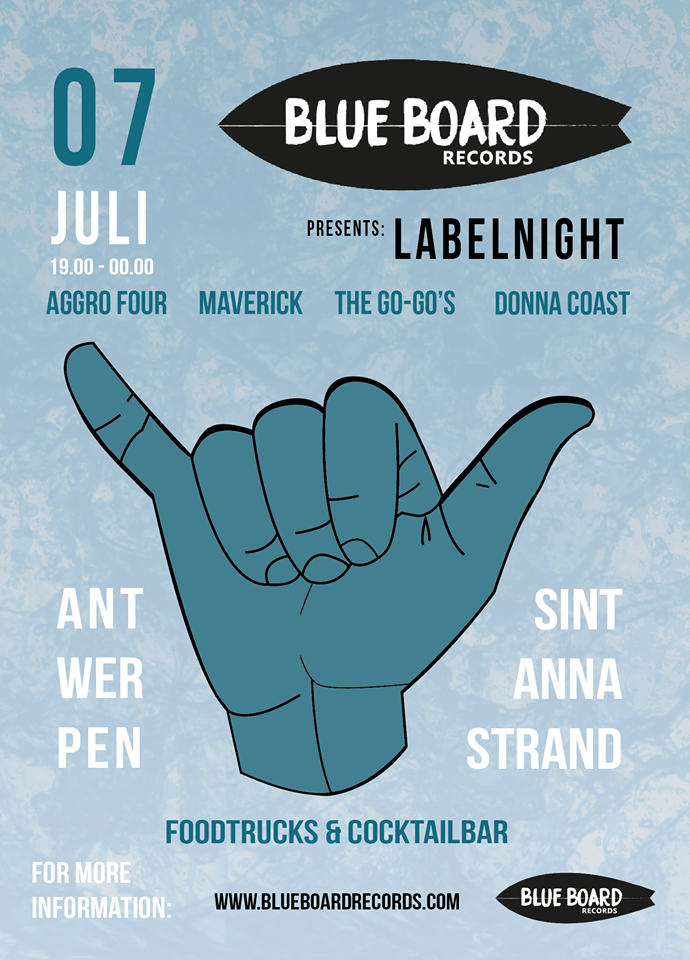 07
JULI
19.00 - 00.00
BLUE BOARD
RECORDS
PRESENTS: LABELNIGHT
AGGRO FOUR MAVERICK THE GO-GO'S DONNA COAST
ANT
WER
PEN
SINT
ANNA
STRAND
FOODTRUCKS & COCKTAILBAR
FOR MORE
INFORMATION:
WWW.BLUEBOARDRECORDS.COM
BLUE BOARD
RECORDS